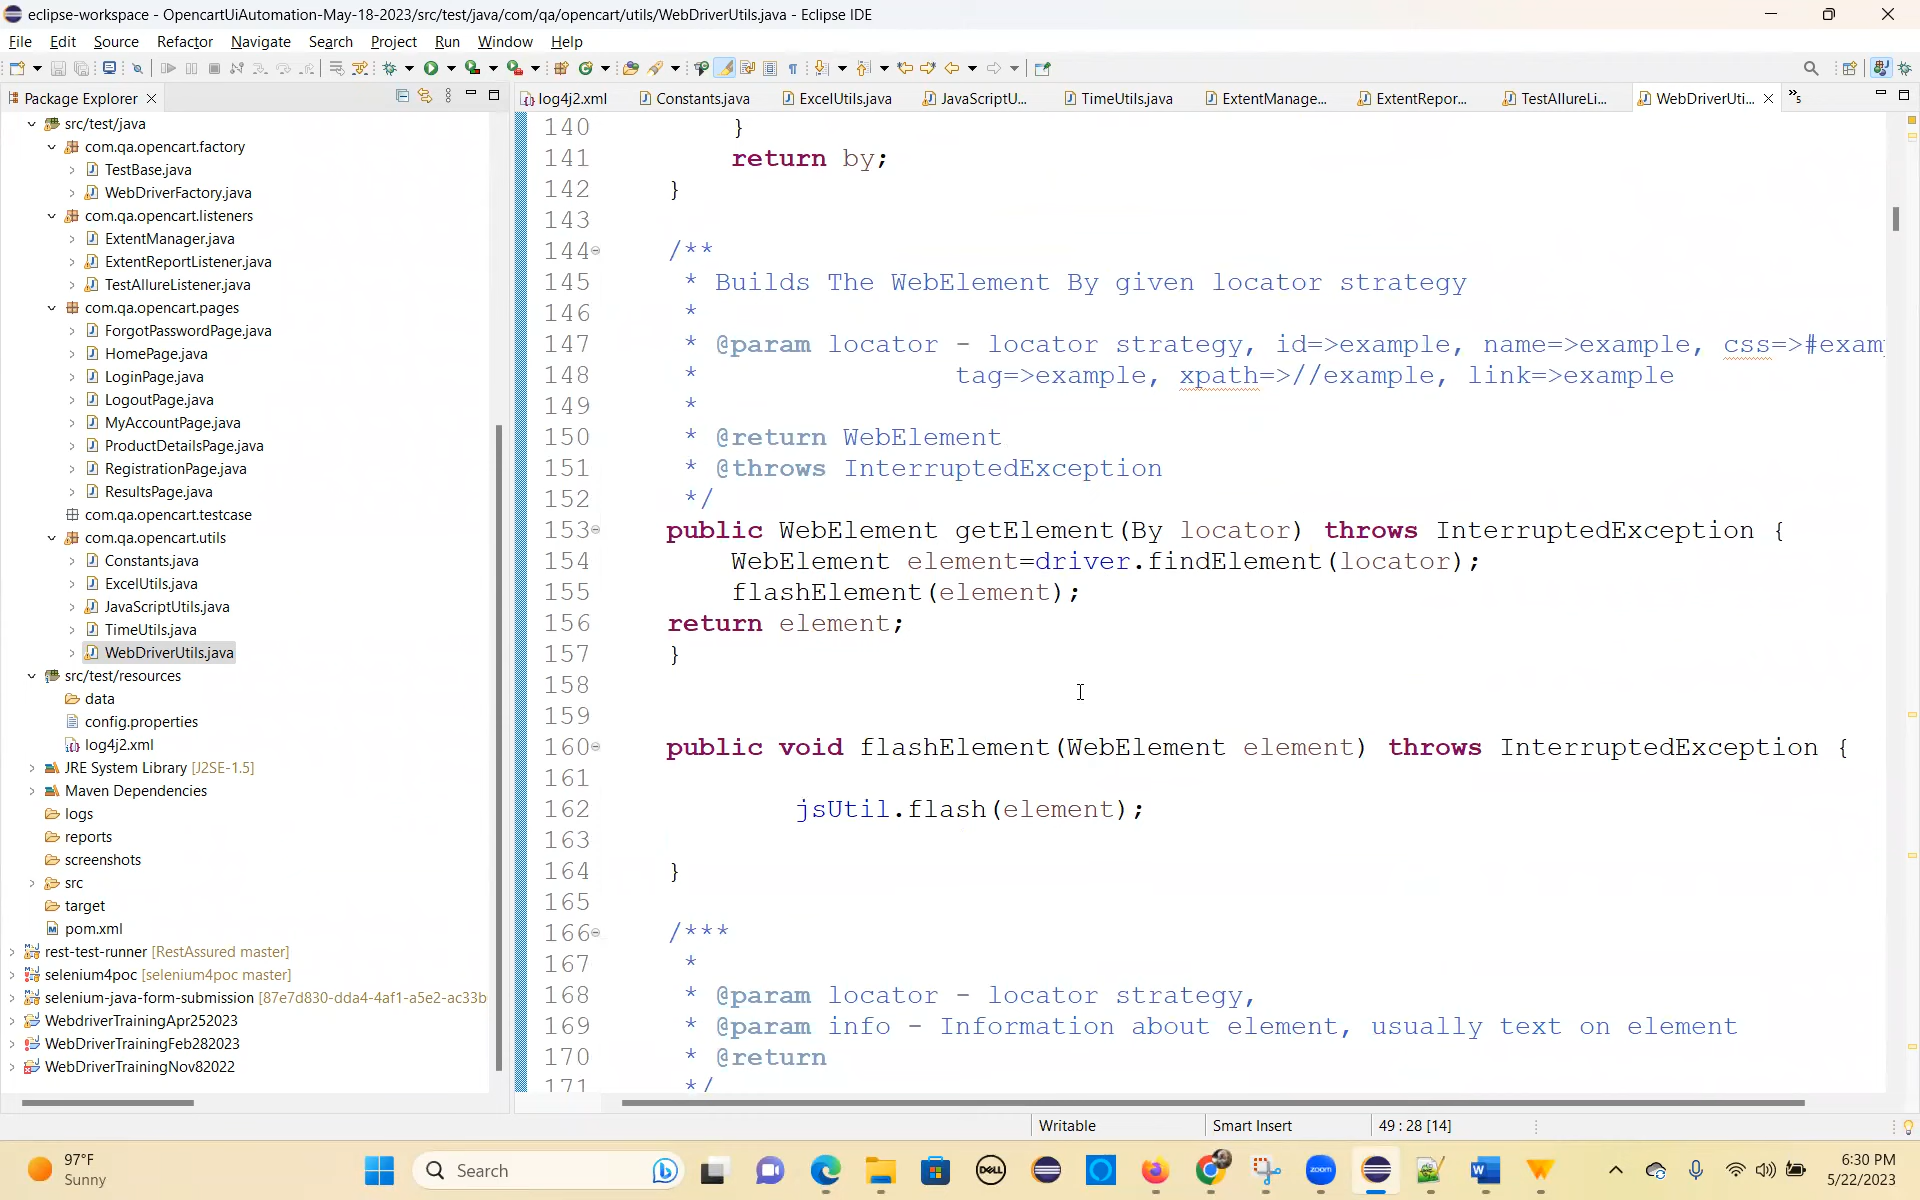 eclipse-workspace - OpencartUiAutomation-May-18-2023/src/test/java/com/qa/opencart/utils/WebDriverUtils.java - Eclipse IDE
File Edit Source Refactor Navigate Search Project Run Window Help
Package Explorer
log4j2.xml Constants.java ExcelUtils.java JavaScriptU... TimeUtils.java ExtentManage... ExtentRepor... TestAllureLi... WebDriverUti... »5
src/test/java
com.qa.opencart.factory
TestBase.java
WebDriverFactory.java
com.qa.opencart.listeners
ExtentManager.java
ExtentReportListener.java
TestAllureListener.java
com.qa.opencart.pages
ForgotPasswordPage.java
HomePage.java
LoginPage.java
LogoutPage.java
MyAccountPage.java
ProductDetailsPage.java
RegistrationPage.java
ResultsPage.java
com.qa.opencart.testcase
com.qa.opencart.utils
Constants.java
ExcelUtils.java
JavaScriptUtils.java
TimeUtils.java
WebDriverUtils.java
src/test/resources
data
config.properties
log4j2.xml
JRE System Library [J2SE-1.5]
Maven Dependencies
logs
reports
screenshots
src
target
pom.xml
rest-test-runner [RestAssured master]
selenium4poc [selenium4poc master]
selenium-java-form-submission [87e7d830-dda4-4af1-a5e2-ac33b
WebdriverTrainingApr252023
WebDriverTrainingFeb282023
WebDriverTrainingNov82022
140 }
141 return by;
142 }
143
144 /**
145 * Builds The WebElement By given locator strategy
146 *
147 * @param locator - locator strategy, id=>example, name=>example, css=>#exam
148 * tag=>example, xpath=>//example, link=>example
149 *
150 * @return WebElement
151 * @throws InterruptedException
152 */
153 public WebElement getElement(By locator) throws InterruptedException {
154 WebElement element=driver.findElement(locator);
155 flashElement(element);
156 return element;
157 }
158
159
160 public void flashElement(WebElement element) throws InterruptedException {
161
162 jsUtil.flash(element);
163
164 }
165
166 /***
167 *
168 * @param locator - locator strategy,
169 * @param info - Information about element, usually text on element
170 * @return
171 */
Writable Smart Insert 49 : 28 [14]
97°F
Sunny
Search
DELL
zoom
6:30 PM
5/22/2023